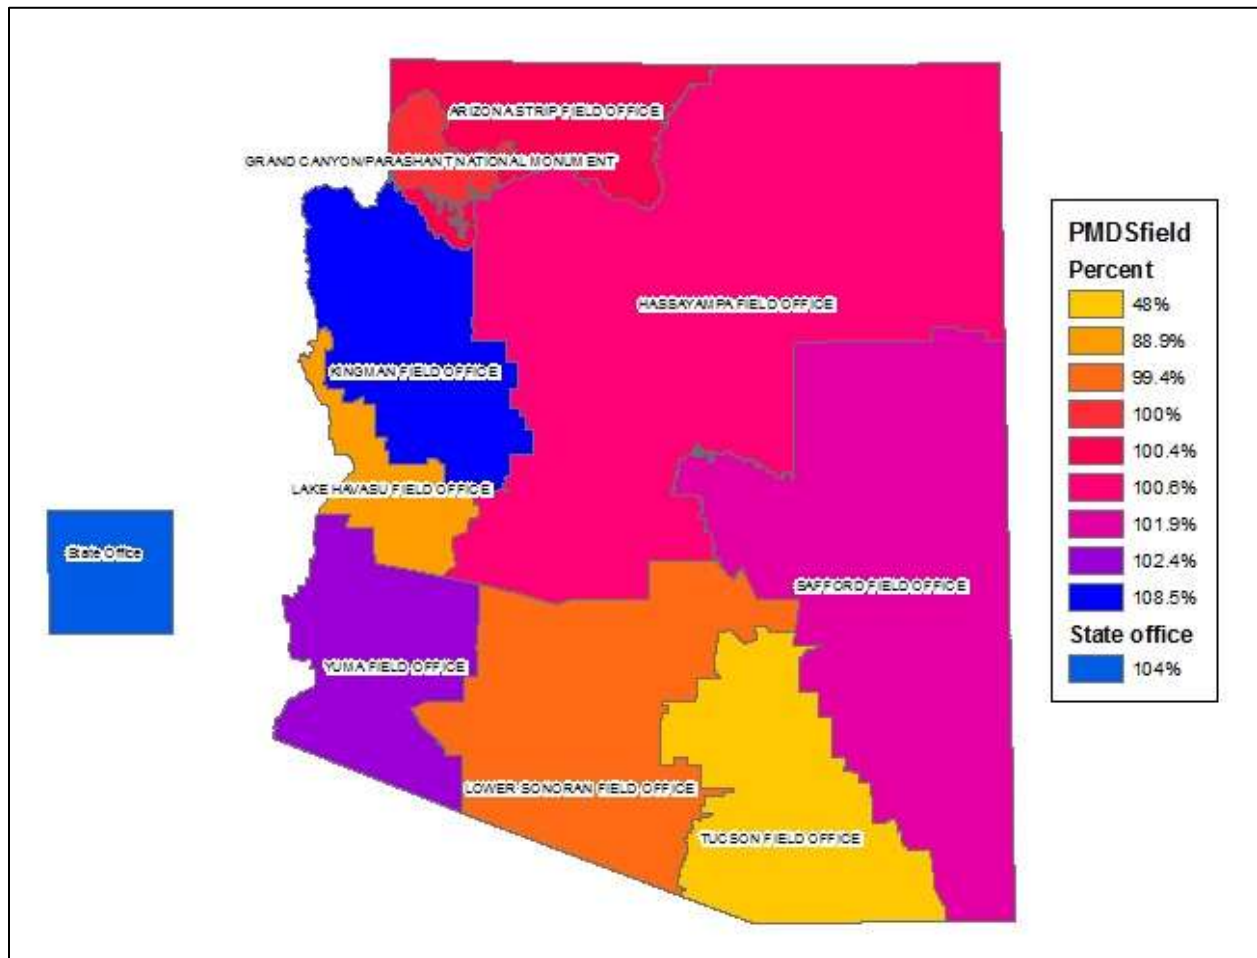 ARIZONA STRIP FIELD OFFICE
GRAND CANYON/PARASHANT NATIONAL MONUMENT
HASSAYAMPA FIELD OFFICE
KINGMAN FIELD OFFICE
LAKE HAVASU FIELD OFFICE
State Office
SAFFORD FIELD OFFICE
YUMA FIELD OFFICE
LOWER SONORAN FIELD OFFICE
TUCSON FIELD OFFICE
PMDSfield
Percent
48%
88.9%
99.4%
100%
100.4%
100.6%
101.9%
102.4%
108.5%
State office
104%